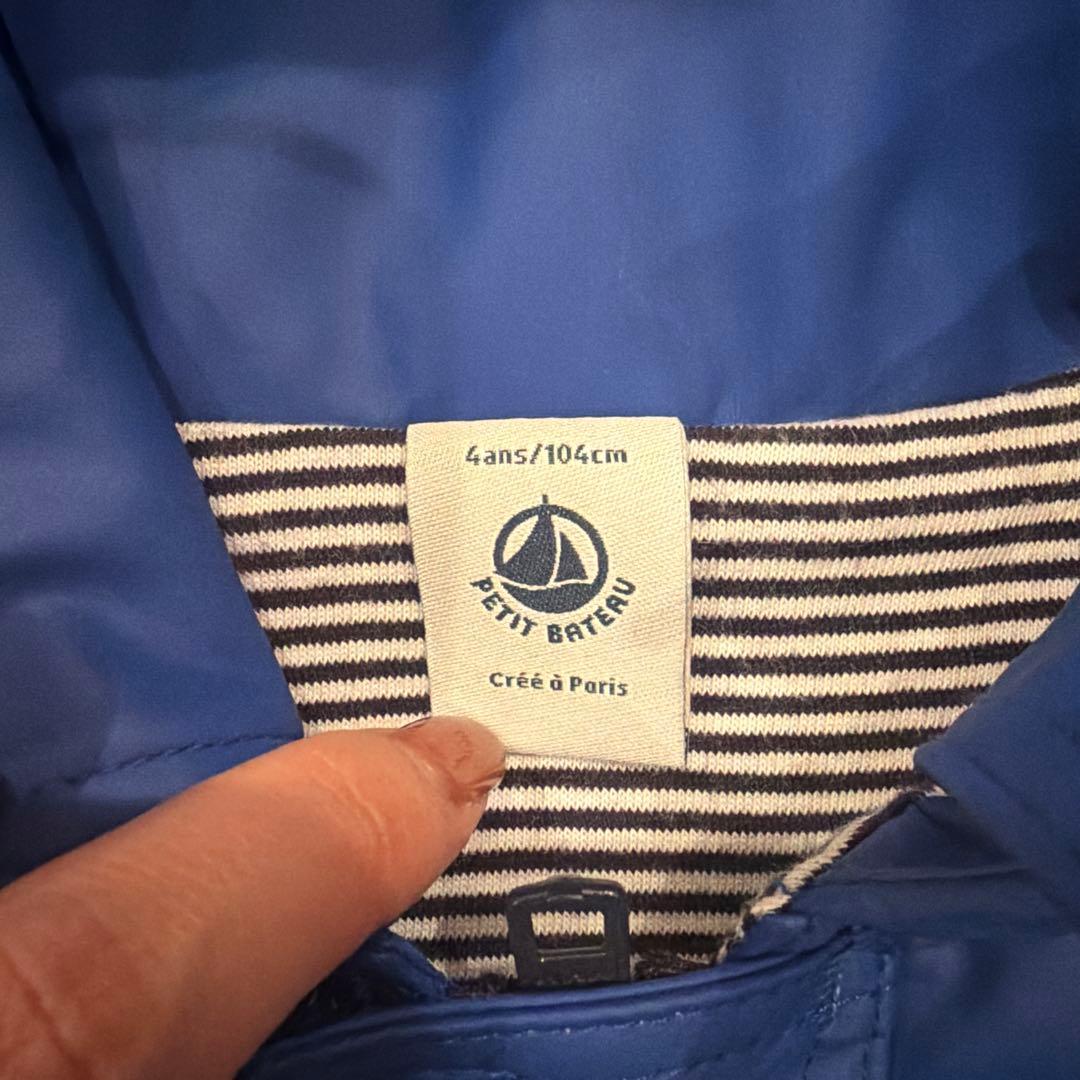 4ans/104cm
PETIT BATEAU
Créé à Paris